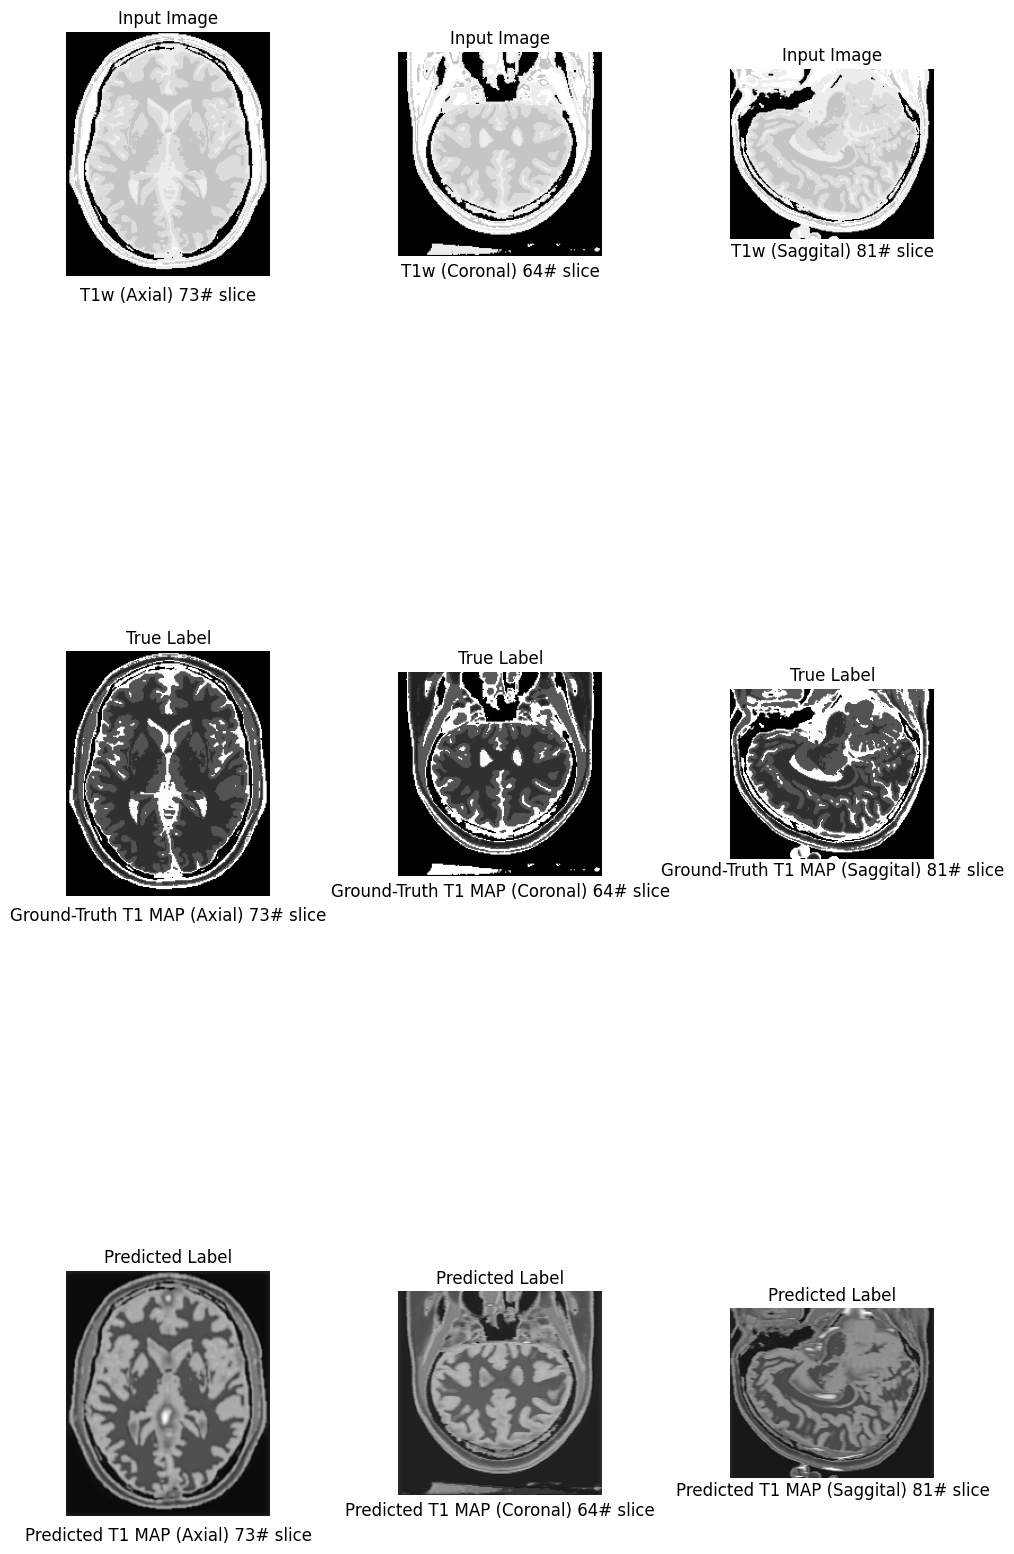 Input Image
Input Image
Input Image
T1w (Axial) 73# slice
T1w (Coronal) 64# slice
T1w (Saggital) 81# slice
True Label
True Label
True Label
Ground-Truth T1 MAP (Axial) 73# slice
Ground-Truth T1 MAP (Coronal) 64# slice
Ground-Truth T1 MAP (Saggital) 81# slice
Predicted Label
Predicted Label
Predicted Label
Predicted T1 MAP (Axial) 73# slice
Predicted T1 MAP (Coronal) 64# slice
Predicted T1 MAP (Saggital) 81# slice